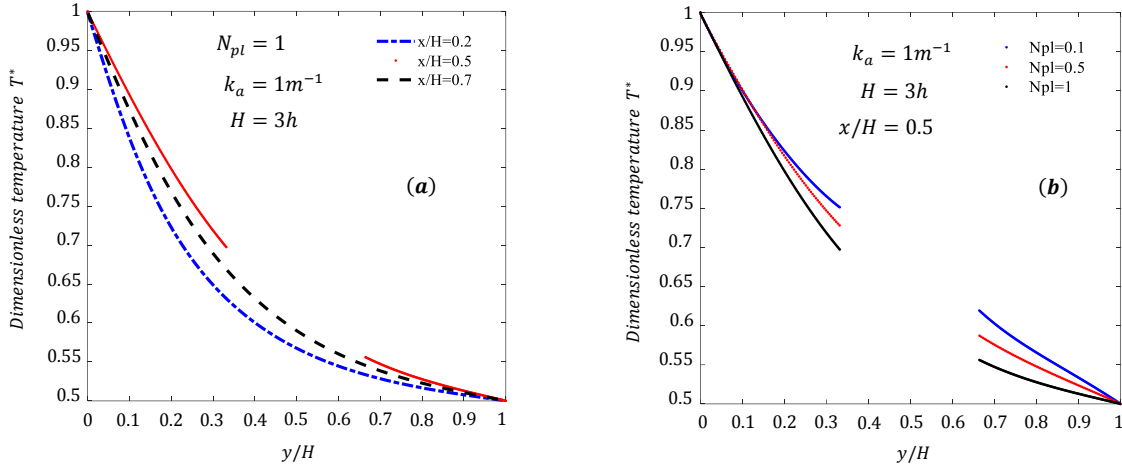 1
0.95
0.9
0.85
0.8
0.75
0.7
0.65
0.6
0.55
0.5
Dimensionless temperature T*
N_pl = 1
k_a = 1m⁻¹
H = 3h
x/H=0.2
x/H=0.5
x/H=0.7
(a)
0 0.1 0.2 0.3 0.4 0.5 0.6 0.7 0.8 0.9 1
y/H
1
0.95
0.9
0.85
0.8
0.75
0.7
0.65
0.6
0.55
0.5
Dimensionless temperature T*
k_a = 1m⁻¹
H = 3h
x/H = 0.5
Npl=0.1
Npl=0.5
Npl=1
(b)
0 0.1 0.2 0.3 0.4 0.5 0.6 0.7 0.8 0.9 1
y/H